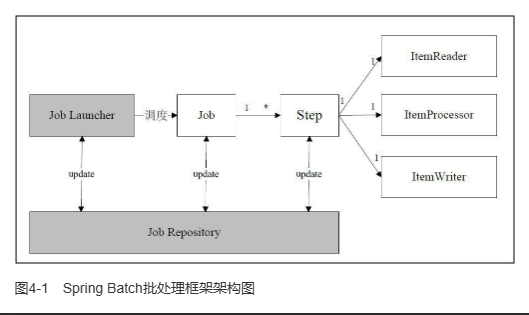 ItemReader
1
Job Launcher
调度
Job
1
*
Step
1
1
ItemProcessor
1
ItemWriter
update
update
update
Job Repository
图4-1 Spring Batch批处理框架架构图